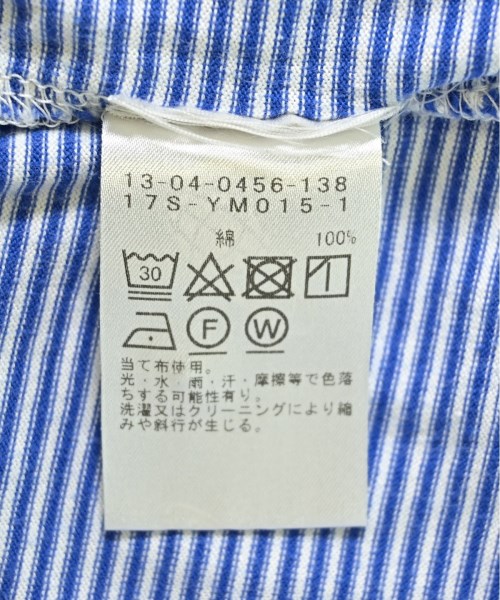 13-04-0456-138
17S-YM015-1
綿 100%
30
F W
当て布使用。
光・水・雨・汗・摩擦等で色落
ちする可能性有り。
洗濯又はクリーニングにより縮
みや斜行が生じる。